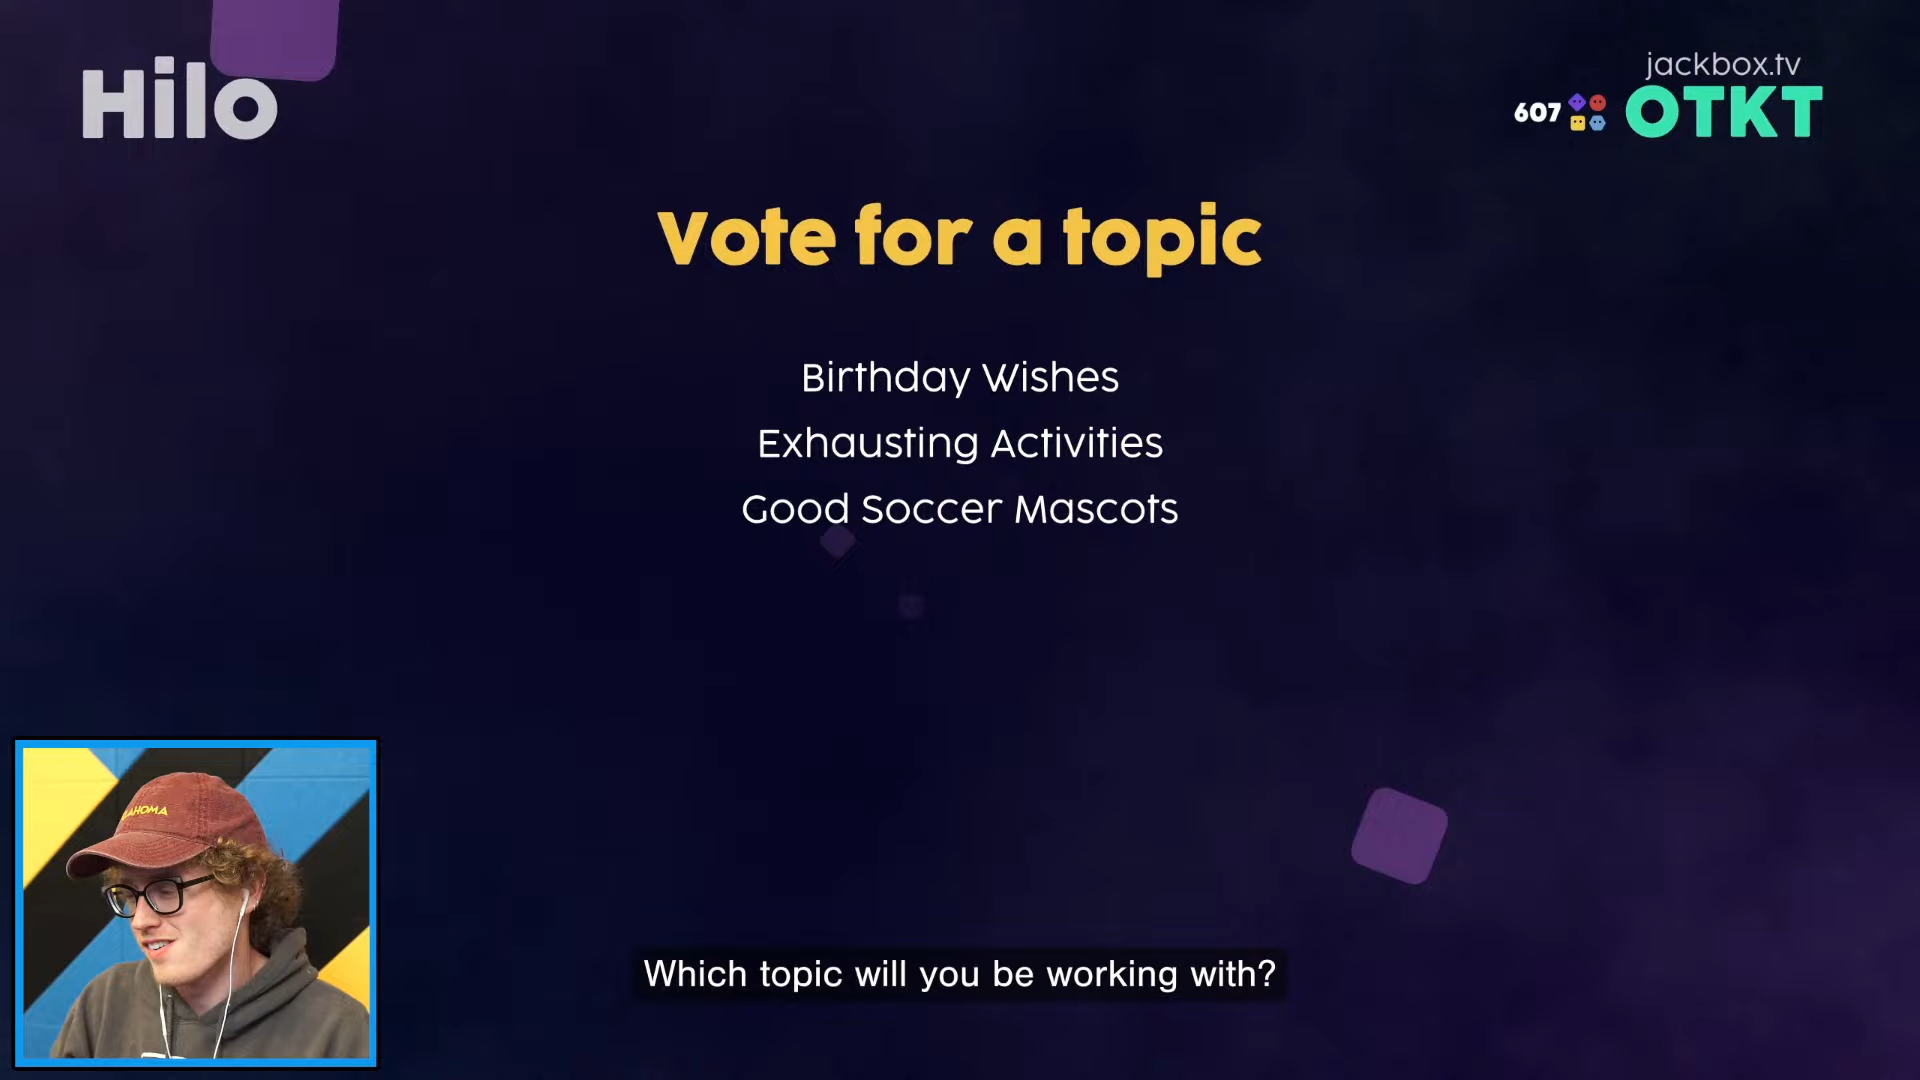 Hilo
jackbox.tv
607
OTKT
Vote for a topic
Birthday Wishes
Exhausting Activities
Good Soccer Mascots
Which topic will you be working with?